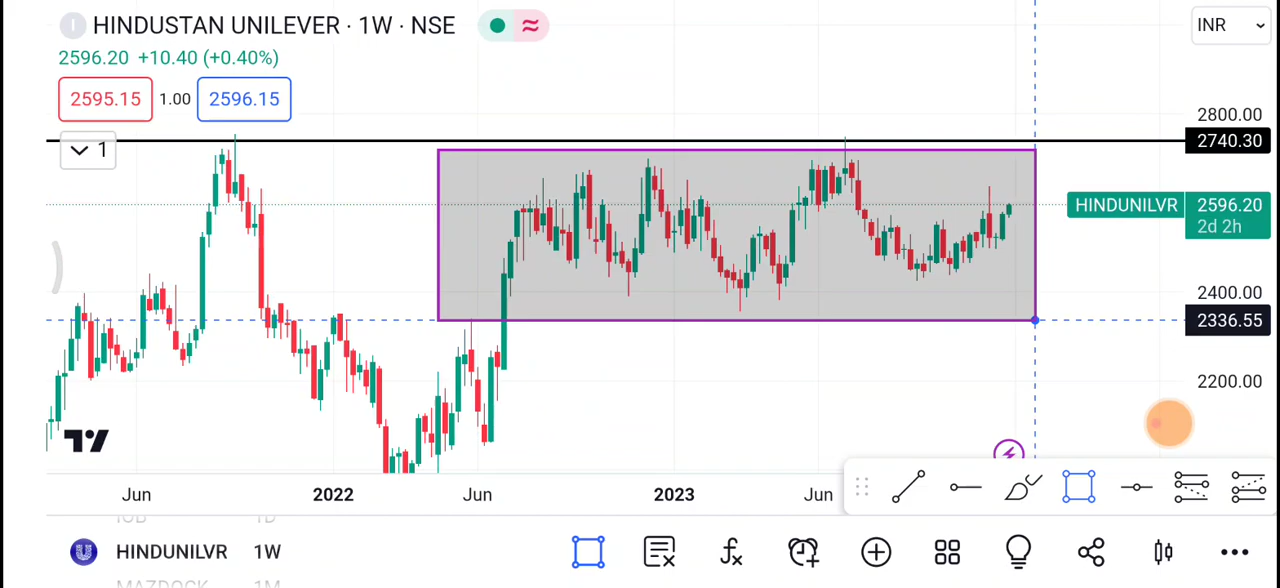 HINDUSTAN UNILEVER · 1W · NSE
INR
2596.20 +10.40 (+0.40%)
2595.15 1.00 2596.15
2800.00
2740.30
1
HINDUNILVR 2596.20
2d 2h
2400.00
2336.55
2200.00
Jun 2022 Jun 2023 Jun
HINDUNILVR 1W
MAZDOCK 1M